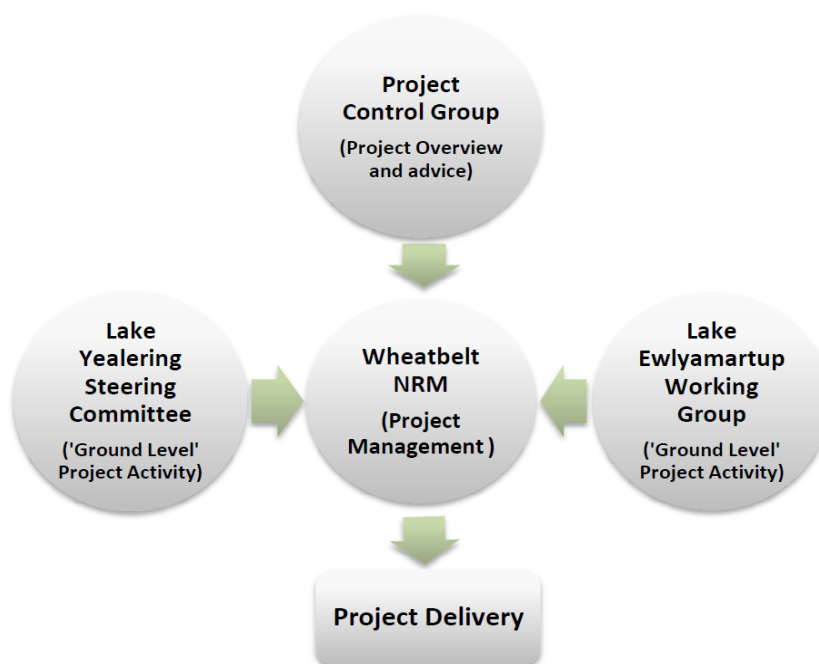 Project
Control Group
(Project Overview
and advice)
Lake
Yealering
Steering
Committee
('Ground Level'
Project Activity)
Wheatbelt
NRM
(Project
Management)
Lake
Ewlyamartup
Working
Group
('Ground Level'
Project Activity)
Project Delivery